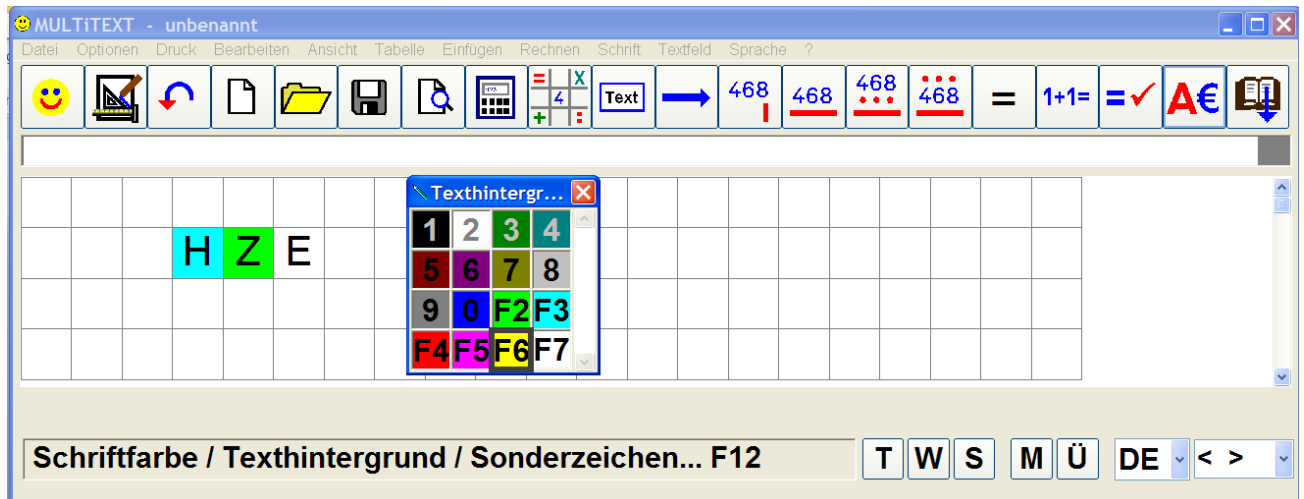 MULTiTEXT - unbenannt
Datei Optionen Druck Bearbeiten Ansicht Tabelle Einfügen Rechnen Schrift Textfeld Sprache ?
4 Text 468 468 468 468 = 1+1= = A€
Texthintergr...
1 2 3 4
H Z E
5 6 7 8
9 0 F2 F3
F4 F5 F6 F7
Schriftfarbe / Texthintergrund / Sonderzeichen... F12 T W S M Ü DE < >